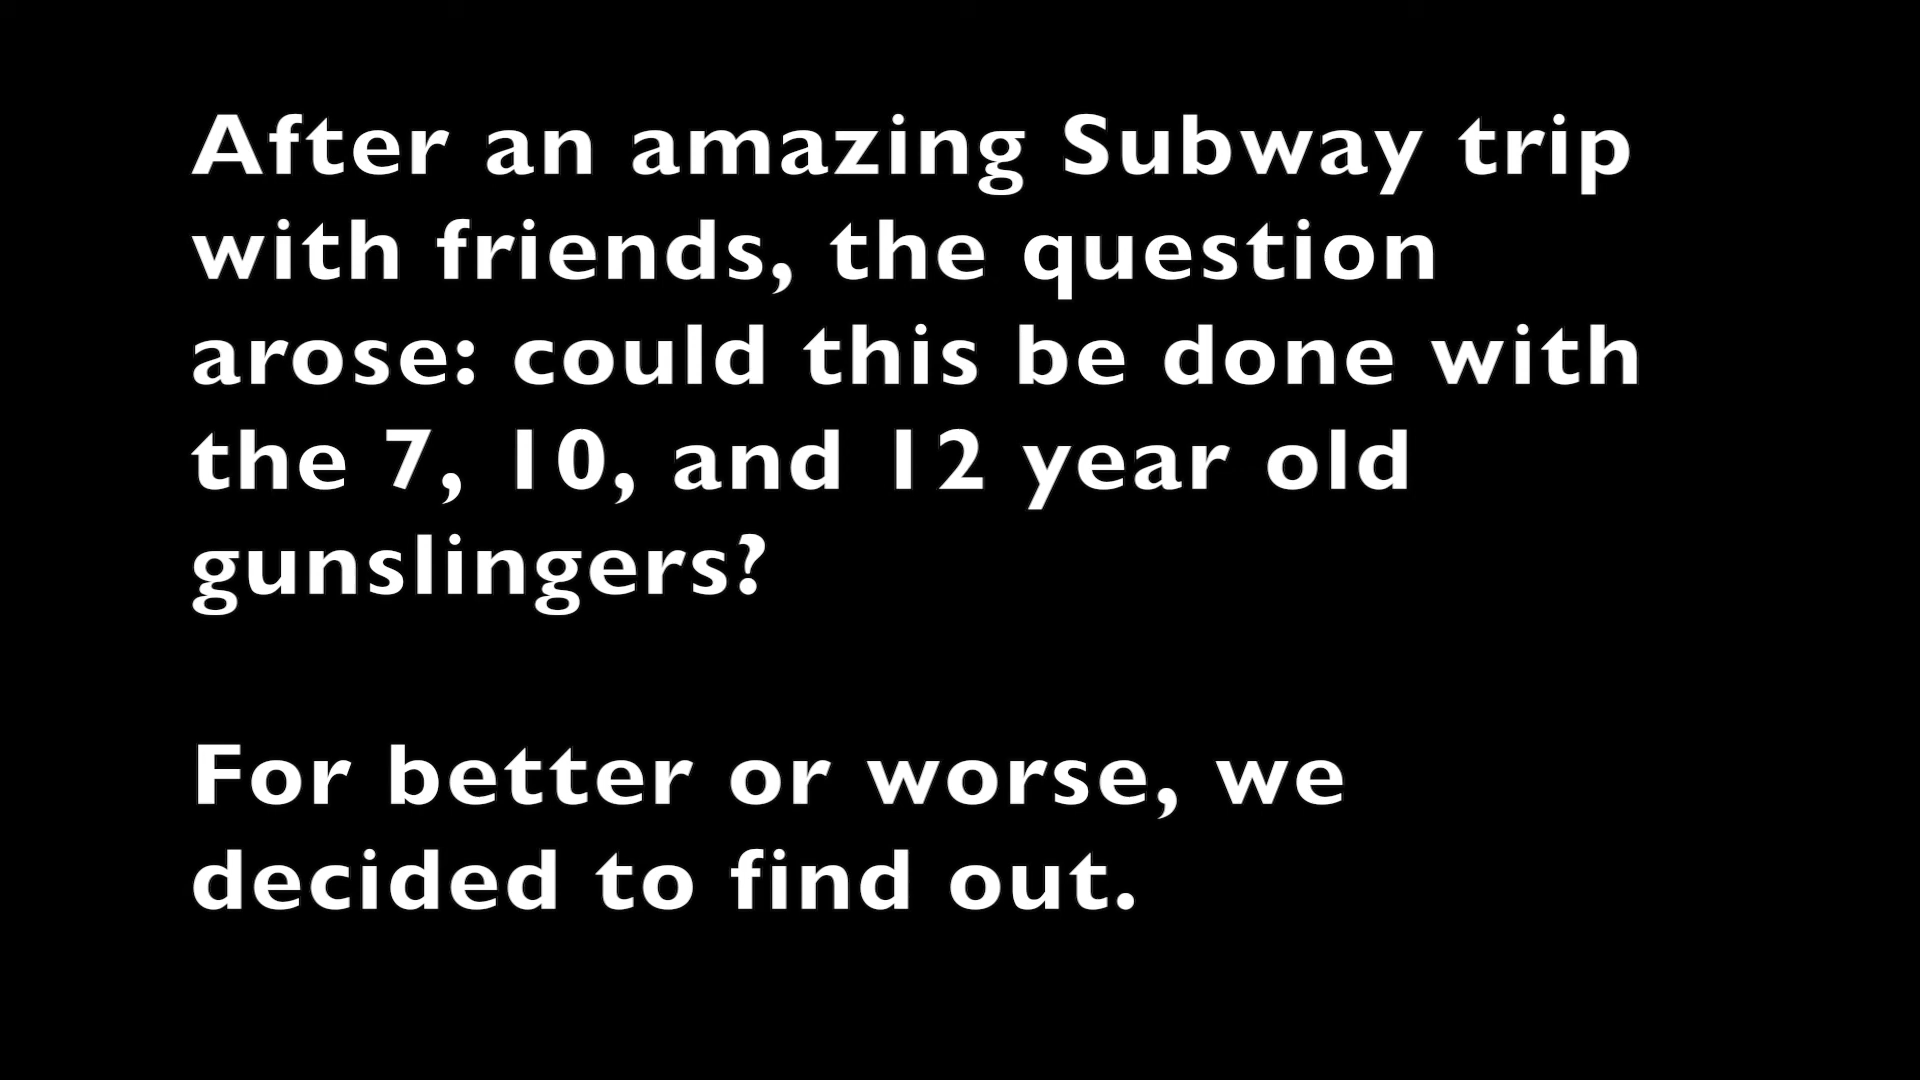 After an amazing Subway trip
with friends, the question
arose: could this be done with
the 7, 10, and 12 year old
gunslingers?
For better or worse, we
decided to find out.